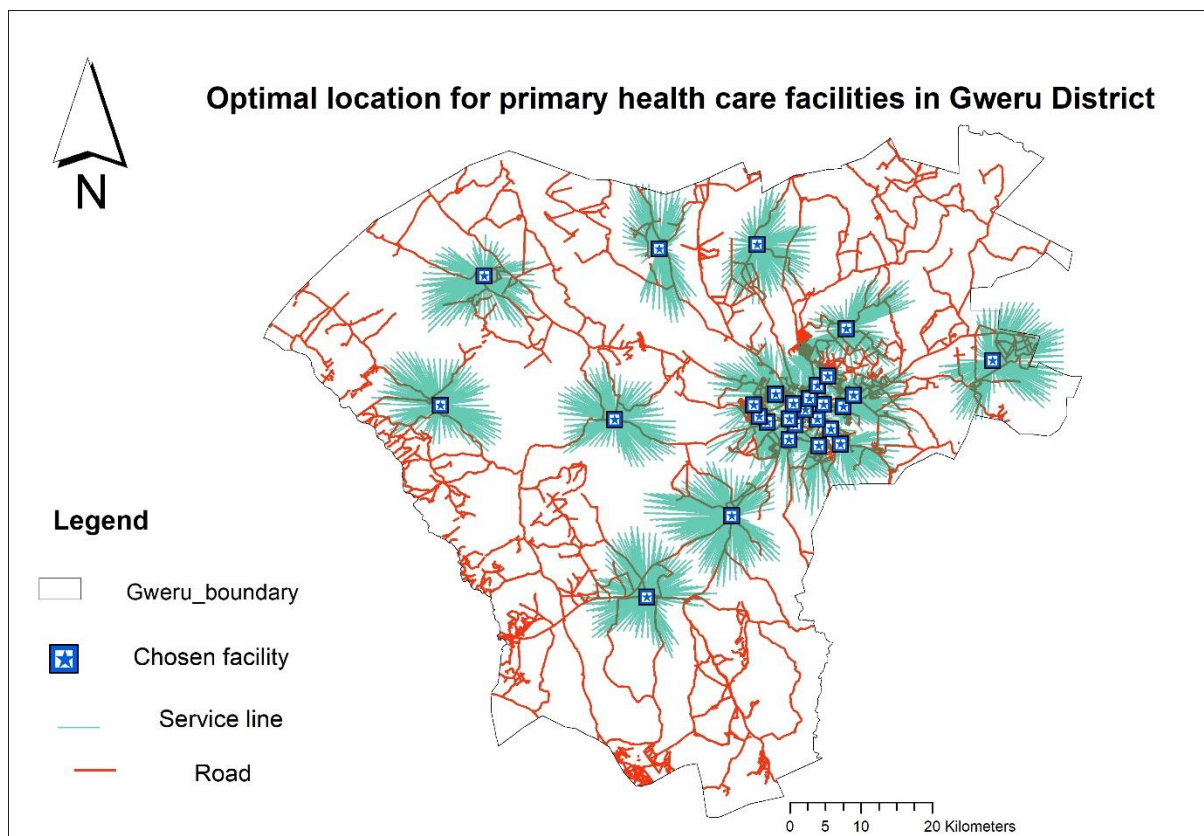 Optimal location for primary health care facilities in Gweru District
N
Legend
Gweru_boundary
Chosen facility
Service line
Road
0 5 10 20 Kilometers